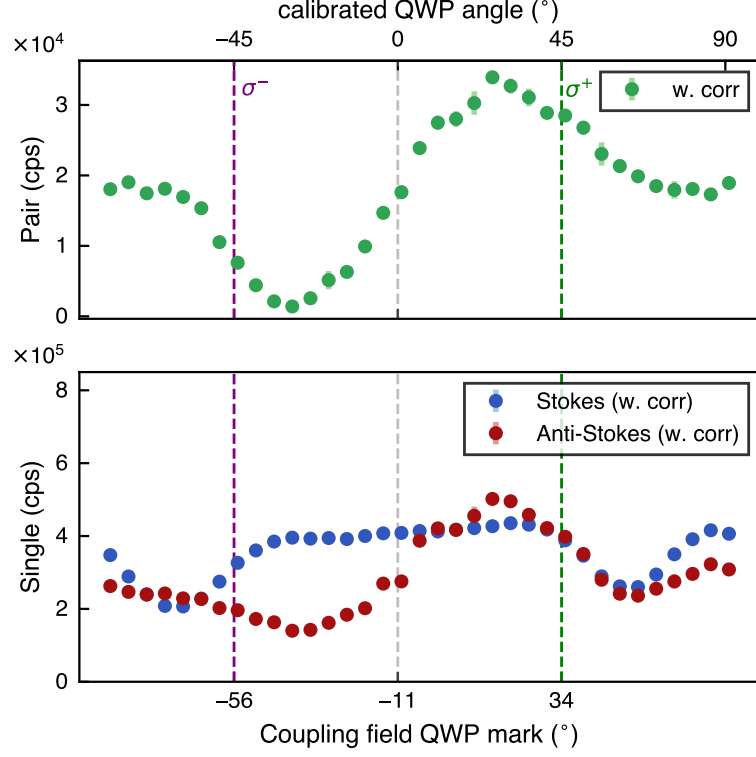 calibrated QWP angle (°)
×10⁴
−45 0 45 90
σ⁻
σ⁺
w. corr
3
2
1
0
Pair (cps)
×10⁵
8
6
4
2
0
Single (cps)
Stokes (w. corr)
Anti-Stokes (w. corr)
−56 −11 34
Coupling field QWP mark (°)